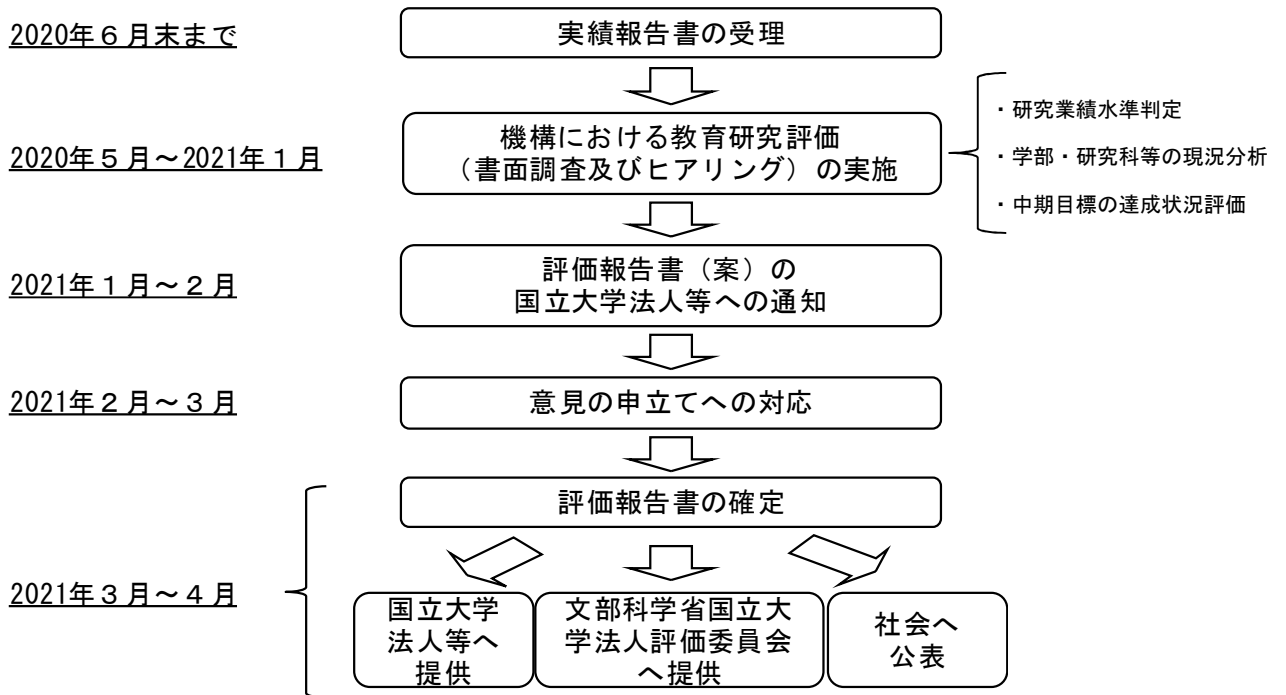 2020年６月末まで
実績報告書の受理
2020年５月～2021年１月
機構における教育研究評価
（書面調査及びヒアリング）の実施
・研究業績水準判定
・学部・研究科等の現況分析
・中期目標の達成状況評価
2021年１月～２月
評価報告書（案）の
国立大学法人等への通知
2021年２月～３月
意見の申立てへの対応
評価報告書の確定
2021年３月～４月
国立大学
法人等へ
提供
文部科学省国立大
学法人評価委員会
へ提供
社会へ
公表